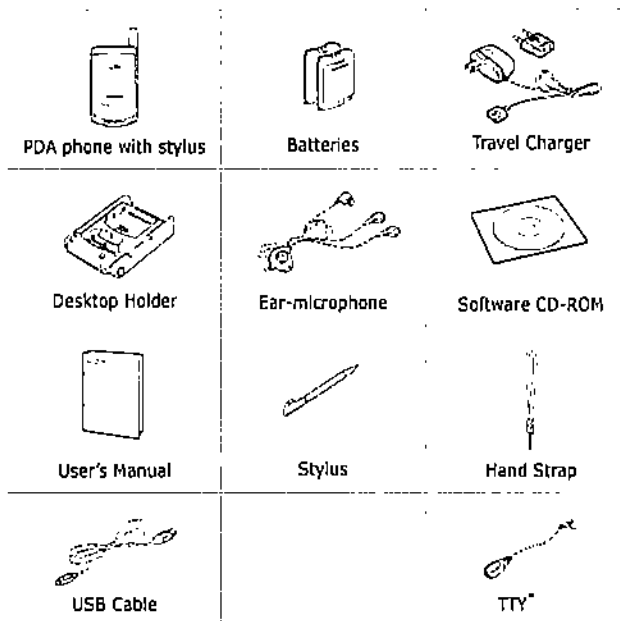 PDA phone with stylus
Batteries
Travel Charger
Desktop Holder
Ear-microphone
Software CD-ROM
User's Manual
Stylus
Hand Strap
USB Cable
TTY*